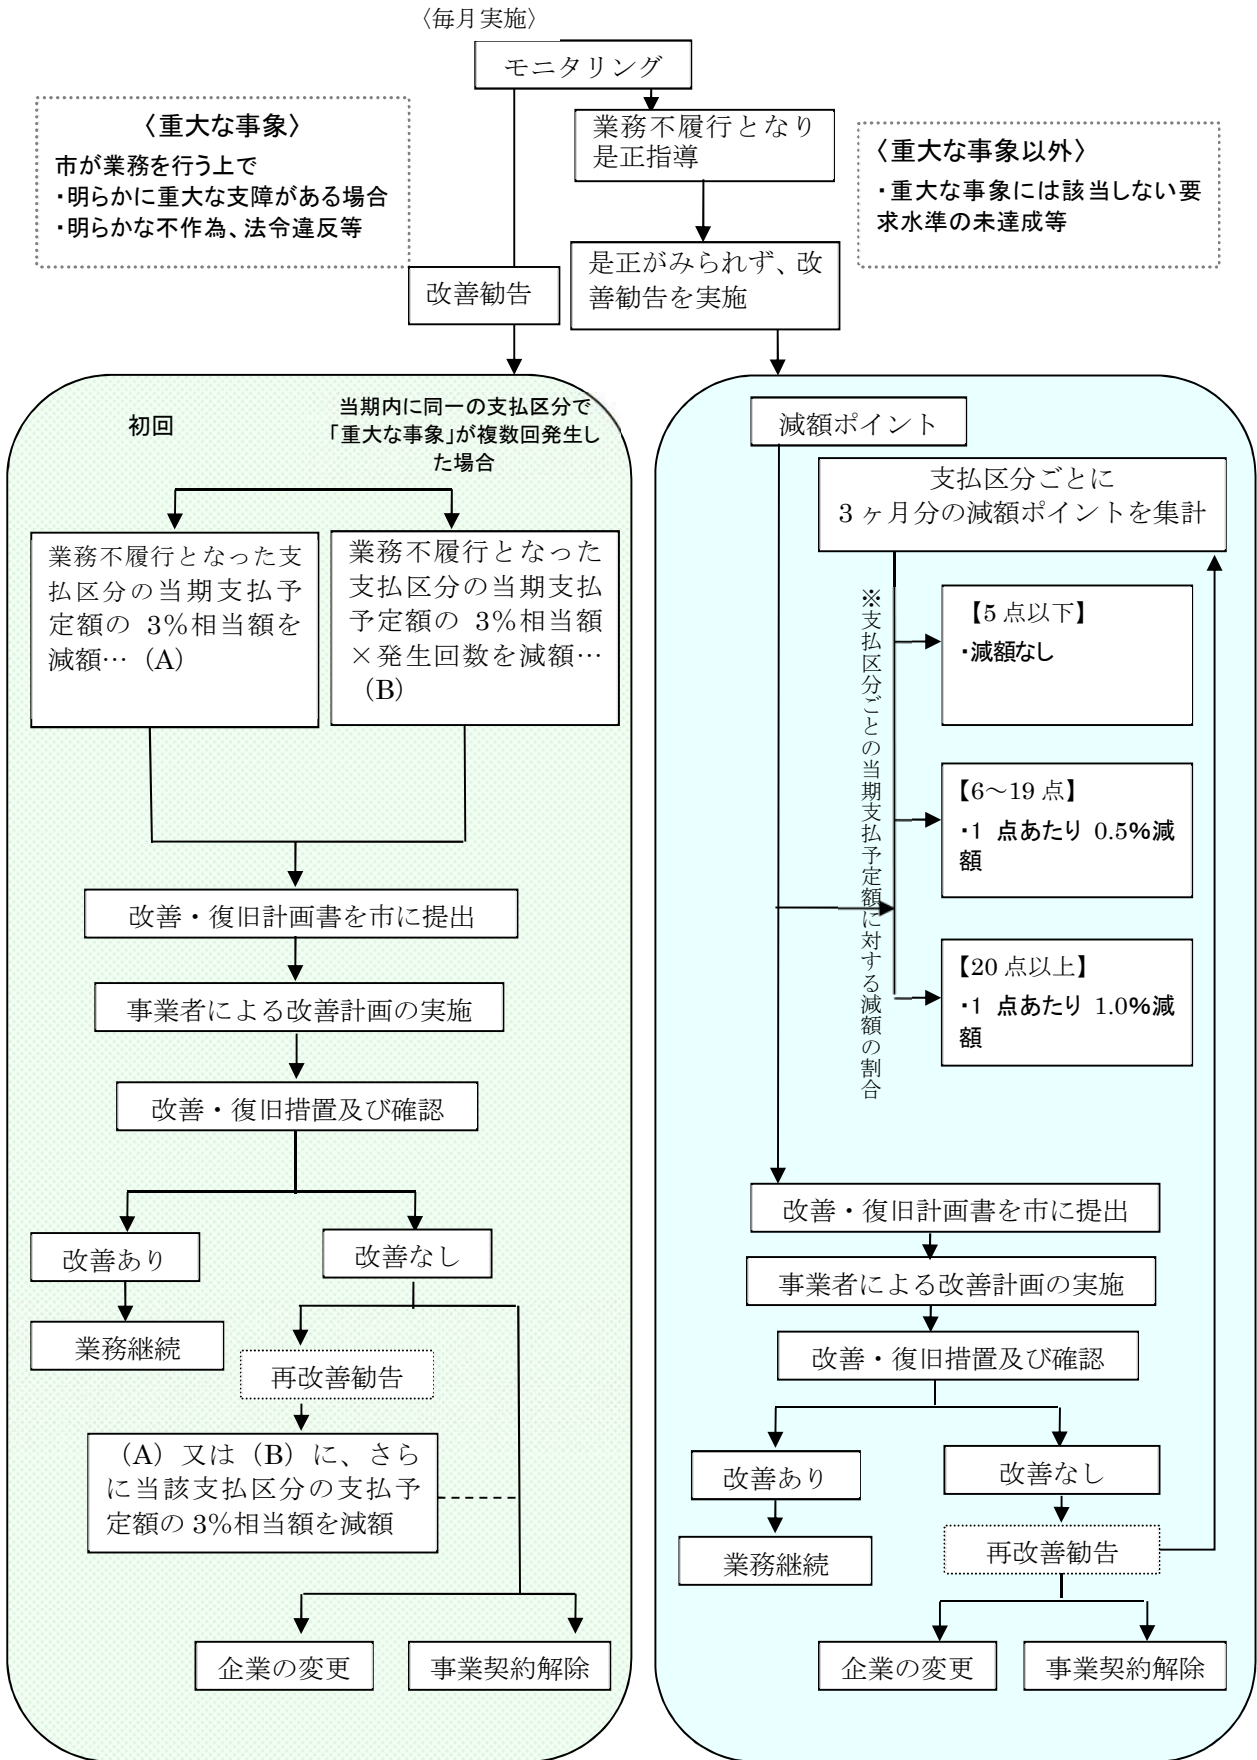 〈毎月実施〉
モニタリング
〈重大な事象〉
市が業務を行う上で
・明らかに重大な支障がある場合
・明らかな不作為、法令違反等
業務不履行となり
是正指導
〈重大な事象以外〉
・重大な事象には該当しない要
求水準の未達成等
改善勧告
是正がみられず、改
善勧告を実施
初回
当期内に同一の支払区分で
「重大な事象」が複数回発生し
た場合
業務不履行となった支
払区分の当期支払予
定額の 3%相当額を
減額…（A）
業務不履行となった
支払区分の当期支払
予定額の 3%相当額
×発生回数を減額…
（B）
改善・復旧計画書を市に提出
事業者による改善計画の実施
改善・復旧措置及び確認
改善あり
改善なし
業務継続
再改善勧告
（A）又は（B）に、さら
に当該支払区分の支払予
定額の 3%相当額を減額
企業の変更
事業契約解除
減額ポイント
支払区分ごとに
3 ヶ月分の減額ポイントを集計
※支払区分ごとの当期支払予定額に対する減額の割合
【5 点以下】
・減額なし
【6～19 点】
・1 点あたり 0.5%減
額
【20 点以上】
・1 点あたり 1.0%減
額
改善・復旧計画書を市に提出
事業者による改善計画の実施
改善・復旧措置及び確認
改善あり
改善なし
業務継続
再改善勧告
企業の変更
事業契約解除